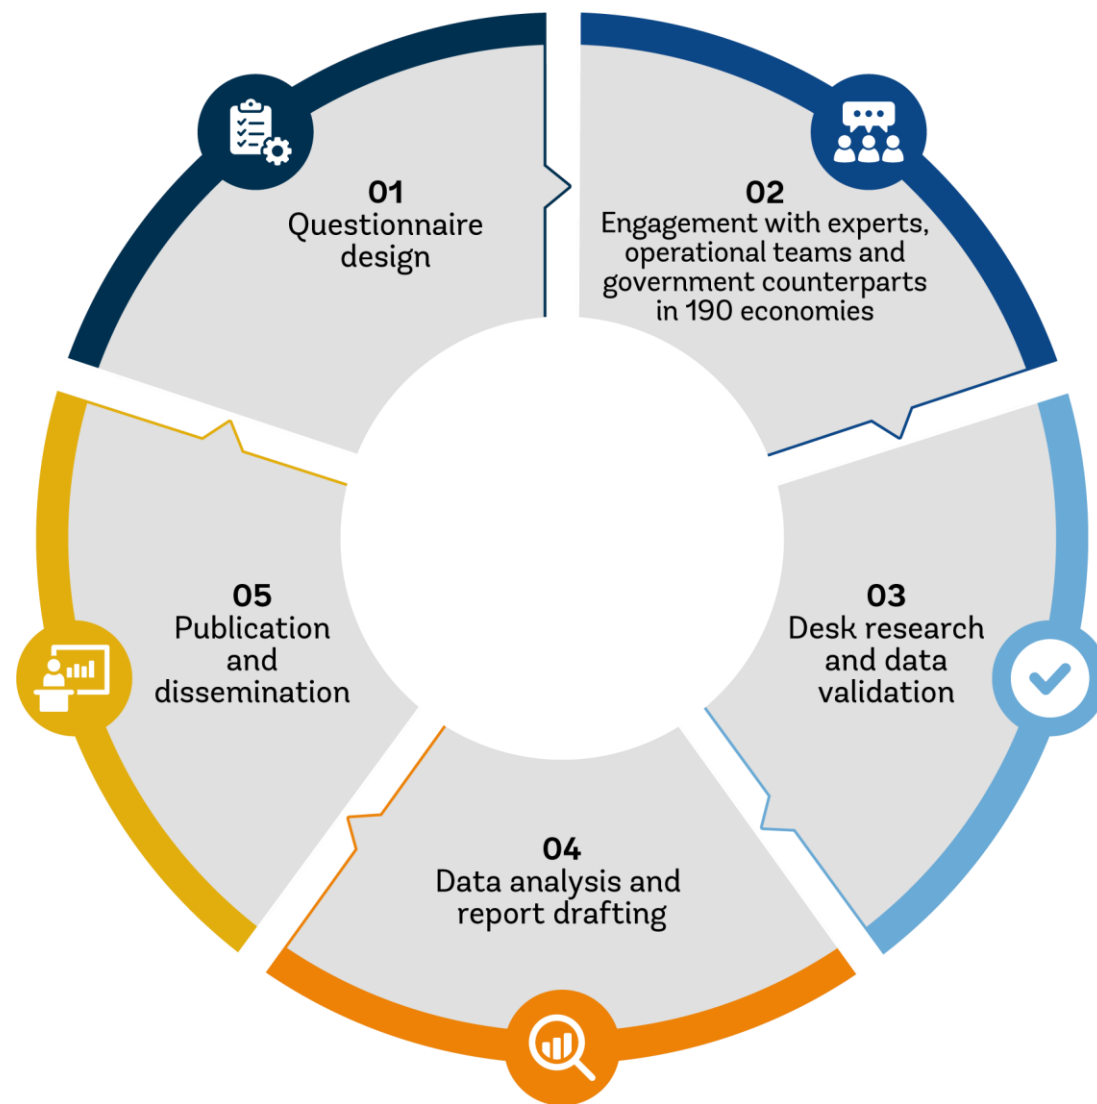 01
Questionnaire
design
02
Engagement with experts,
operational teams and
government counterparts
in 190 economies
03
Desk research
and data
validation
04
Data analysis and
report drafting
05
Publication
and
dissemination